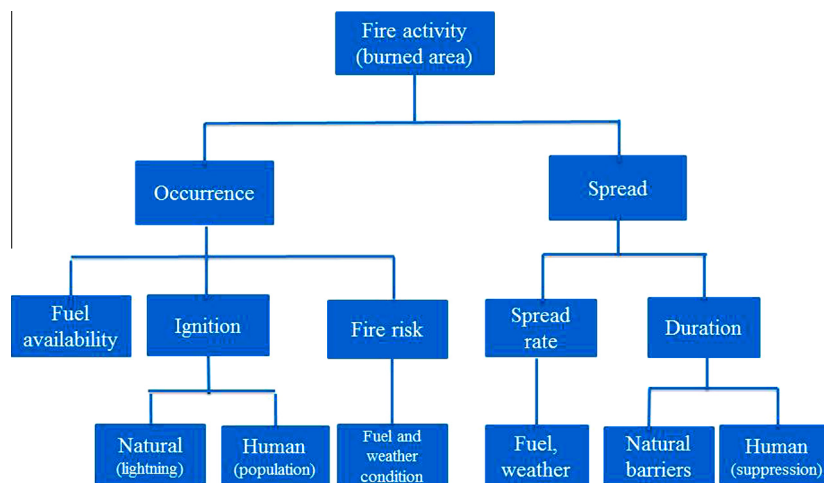 Fire activity
(burned area)
Occurrence
Spread
Fuel
availability
Ignition
Fire risk
Spread
rate
Duration
Natural
(lightning)
Human
(population)
Fuel and
weather
condition
Fuel,
weather
Natural
barriers
Human
(suppression)